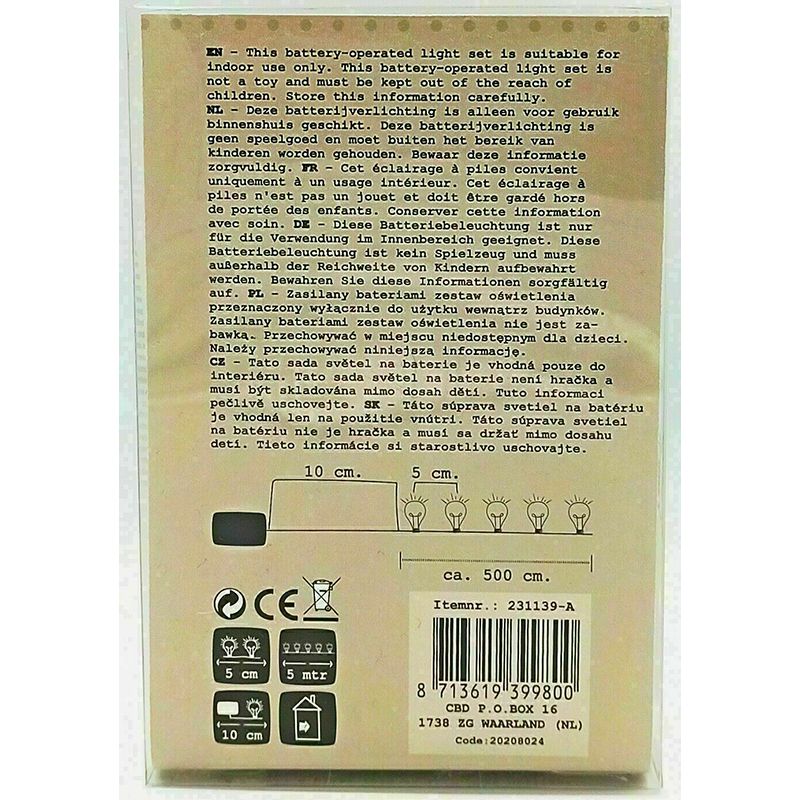 EN - This battery-operated light set is suitable for
indoor use only. This battery-operated light set is
not a toy and must be kept out of the reach of
children. Store this information carefully.
NL - Deze batterijverlichting is alleen voor gebruik
binnenshuis geschikt. Deze batterijverlichting is
geen speelgoed en moet buiten het bereik van
kinderen worden gehouden. Bewaar deze informatie
zorgvuldig. FR - Cet éclairage à piles convient
uniquement à un usage intérieur. Cet éclairage à
piles n'est pas un jouet et doit être gardé hors
de portée des enfants. Conserver cette information
avec soin. DE - Diese Batteriebeleuchtung ist nur
für die Verwendung im Innenbereich geeignet. Diese
Batteriebeleuchtung ist kein Spielzeug und muss
außerhalb der Reichweite von Kindern aufbewahrt
werden. Bewahren Sie diese Informationen sorgfältig
auf. PL - Zasilany bateriami zestaw oświetlenia
przeznaczony wyłącznie do użytku wewnątrz budynków.
Zasilany bateriami zestaw oświetlenia nie jest za-
bawką. Przechowywać w miejscu niedostępnym dla dzieci.
Należy przechowywać niniejszą informację.
CZ - Tato sada světel na baterie je vhodná pouze do
interiéru. Tato sada světel na baterie není hračka a
musí být skladována mimo dosah dětí. Tuto informaci
pečlivě uschovejte. SK - Táto súprava svetiel na batériu
je vhodná len na použitie vnútri. Táto súprava svetiel
na batériu nie je hračka a musí sa držať mimo dosahu
detí. Tieto informácie si starostlivo uschovajte.
10 cm. 5 cm.
ca. 500 cm.
CE
5 cm 5 mtr
10 cm
Itemnr.: 231139-A
8 713619 399800
CBD P.O.BOX 16
1738 ZG WAARLAND (NL)
Code:20208024